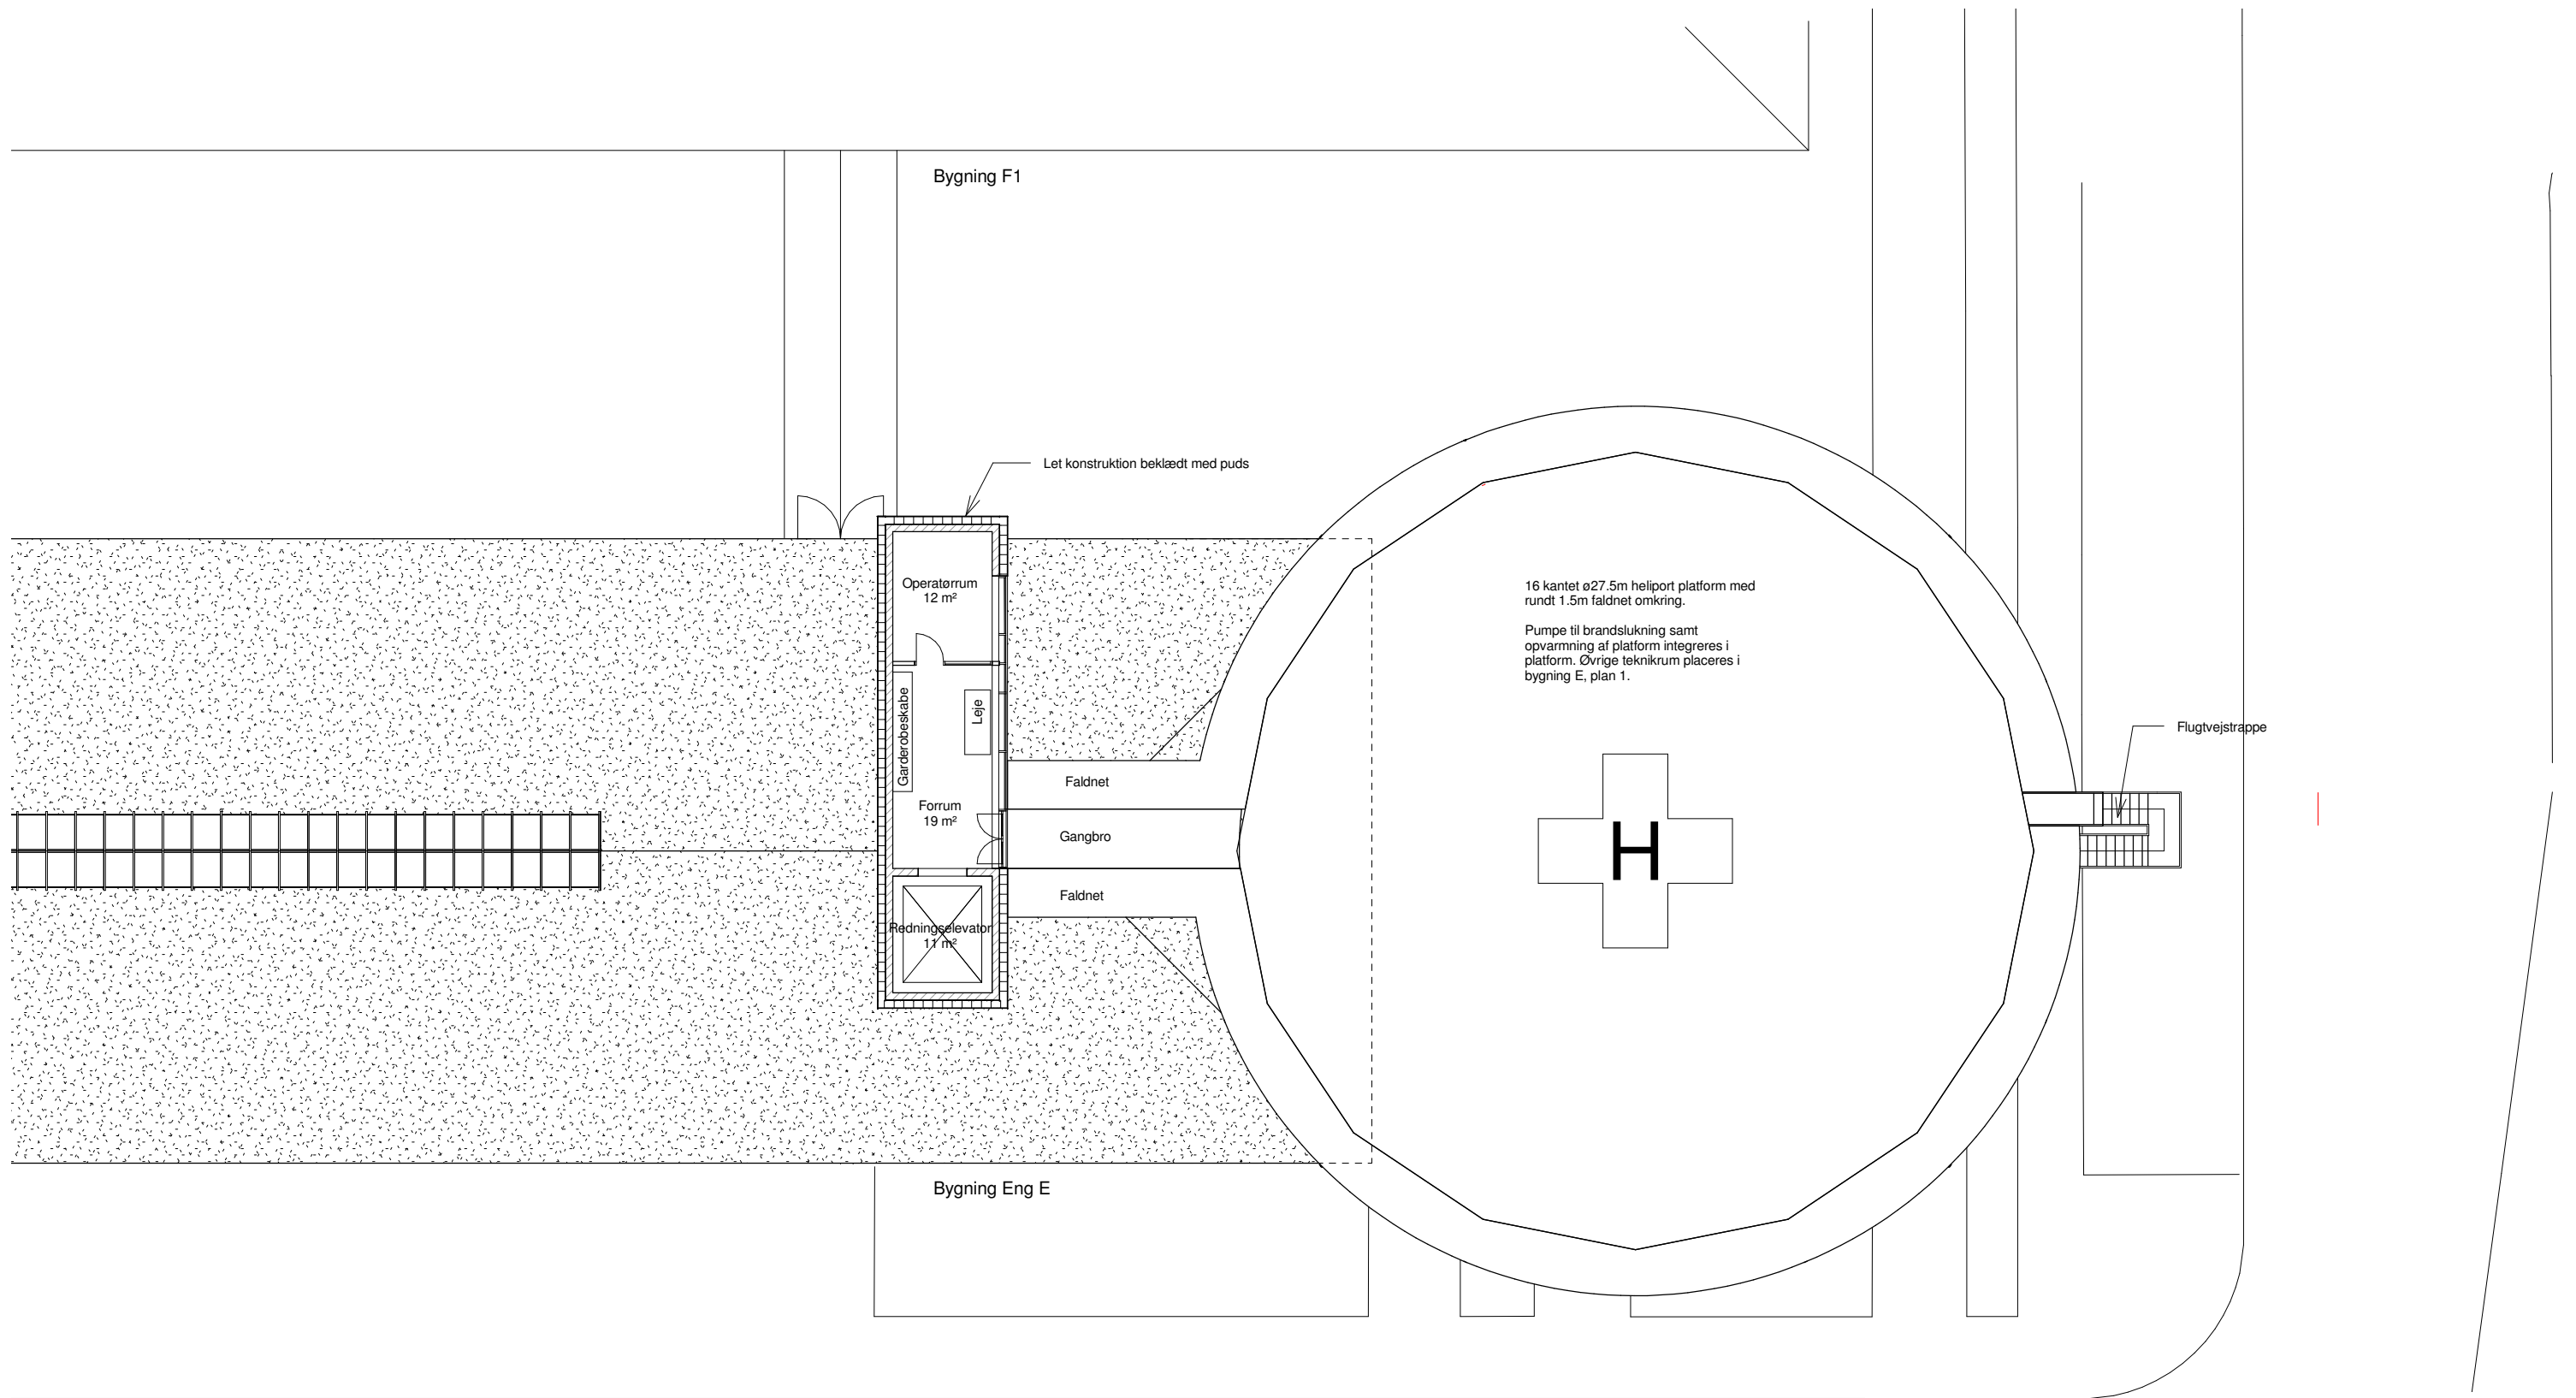 Bygning F1
Let konstruktion beklædt med puds
Operatørrum
12 m²
16 kantet ø27.5m heliport platform med
rundt 1.5m faldnet omkring.
Pumpe til brandslukning samt
opvarmning af platform integreres i
platform. Øvrige teknikrum placeres i
bygning E, plan 1.
Garderobeskabe
Leje
Flugtvejstrappe
Faldnet
Forrum
19 m²
Gangbro
H
Faldnet
Redningselevator
11 m²
Bygning Eng E